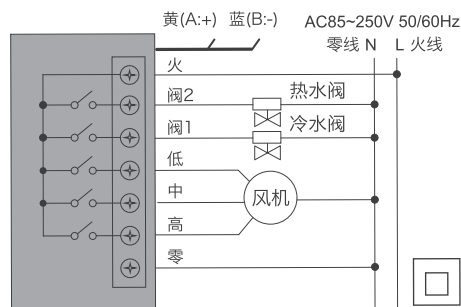 黄(A:+) 蓝(B:-) AC85~250V 50/60Hz
零线 N L 火线
火
阀2 热水阀
阀1 冷水阀
低
中 风机
高
零